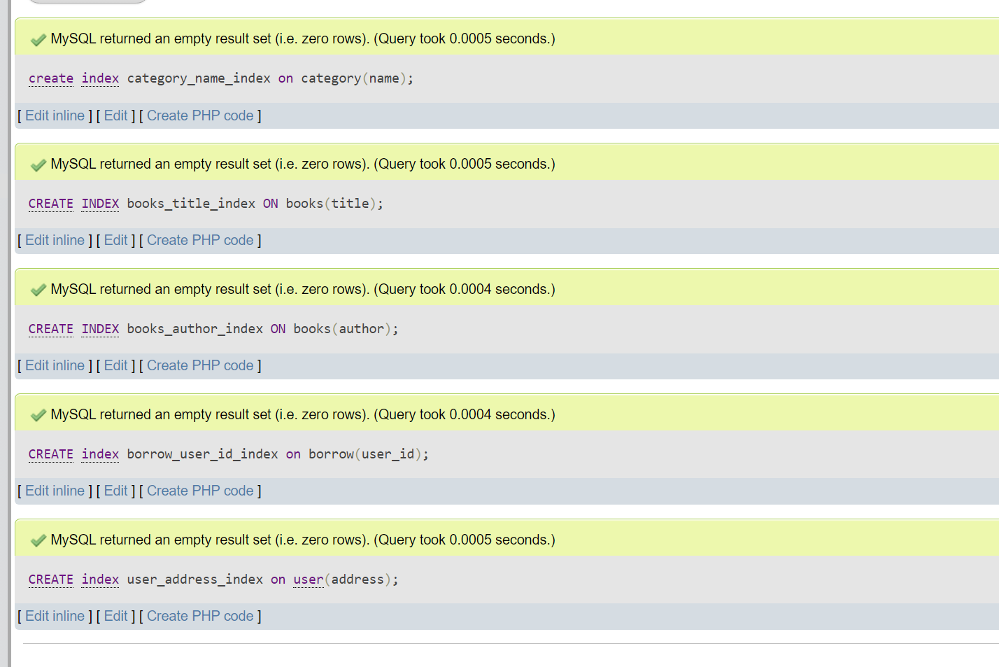 MySQL returned an empty result set (i.e. zero rows). (Query took 0.0005 seconds.)
create index category_name_index on category(name);
[ Edit inline ] [ Edit ] [ Create PHP code ]
MySQL returned an empty result set (i.e. zero rows). (Query took 0.0005 seconds.)
CREATE INDEX books_title_index ON books(title);
[ Edit inline ] [ Edit ] [ Create PHP code ]
MySQL returned an empty result set (i.e. zero rows). (Query took 0.0004 seconds.)
CREATE INDEX books_author_index ON books(author);
[ Edit inline ] [ Edit ] [ Create PHP code ]
MySQL returned an empty result set (i.e. zero rows). (Query took 0.0004 seconds.)
CREATE index borrow_user_id_index on borrow(user_id);
[ Edit inline ] [ Edit ] [ Create PHP code ]
MySQL returned an empty result set (i.e. zero rows). (Query took 0.0005 seconds.)
CREATE index user_address_index on user(address);
[ Edit inline ] [ Edit ] [ Create PHP code ]